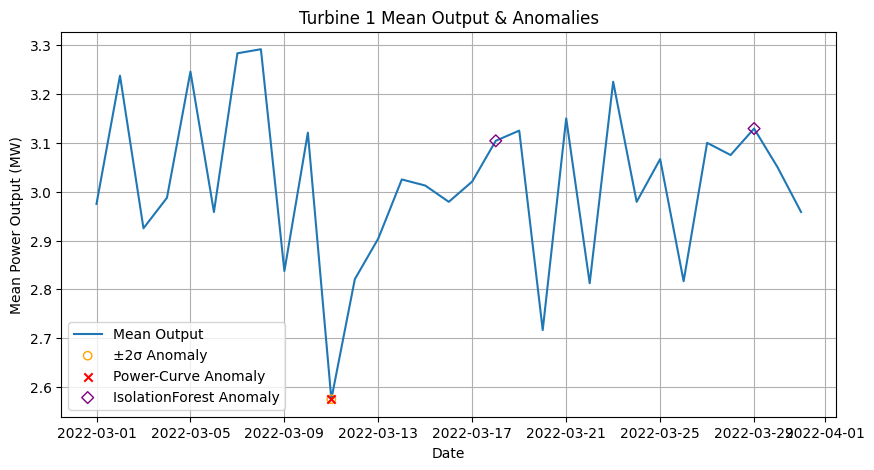 Turbine 1 Mean Output & Anomalies
Mean Power Output (MW)
3.3
3.2
3.1
3.0
2.9
2.8
2.7
2.6
Mean Output
±2σ Anomaly
Power-Curve Anomaly
IsolationForest Anomaly
2022-03-01 2022-03-05 2022-03-09 2022-03-13 2022-03-17 2022-03-21 2022-03-25 2022-03-29 2022-04-01
Date